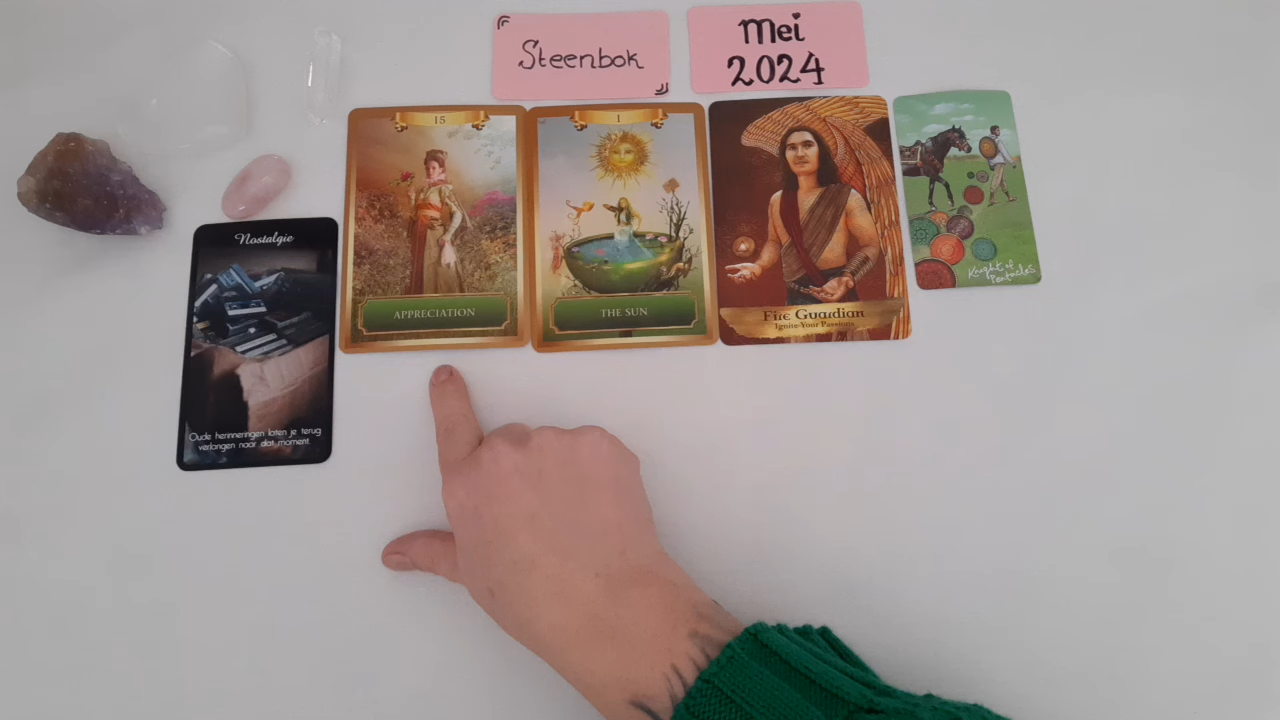 Steenbok
Mei
2024
15
APPRECIATION
1
THE SUN
Fire Guardian
Ignite Your Passions
Knight of
Pentacles
Nostalgie
Oude herinneringen laten je terug
verlangen naar dat moment.